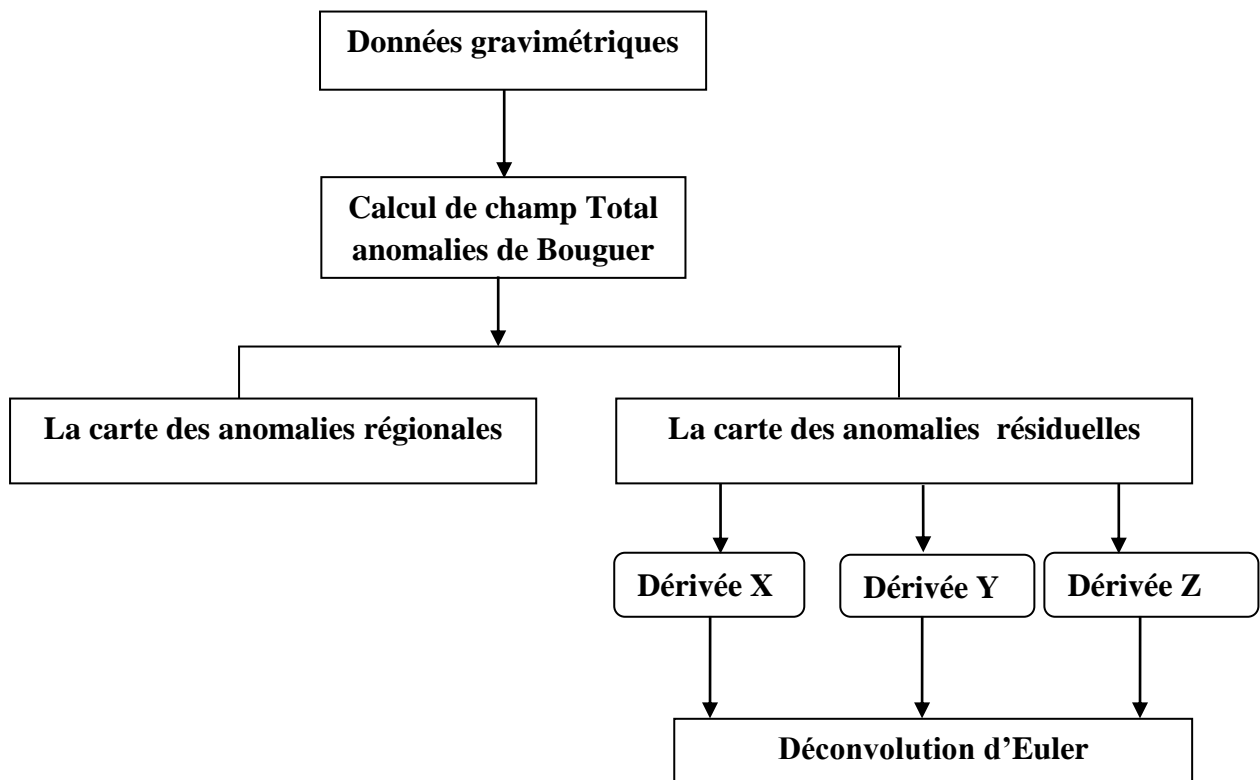 Données gravimétriques
Calcul de champ Total
anomalies de Bouguer
La carte des anomalies régionales
La carte des anomalies résiduelles
Dérivée X
Dérivée Y
Dérivée Z
Déconvolution d’Euler